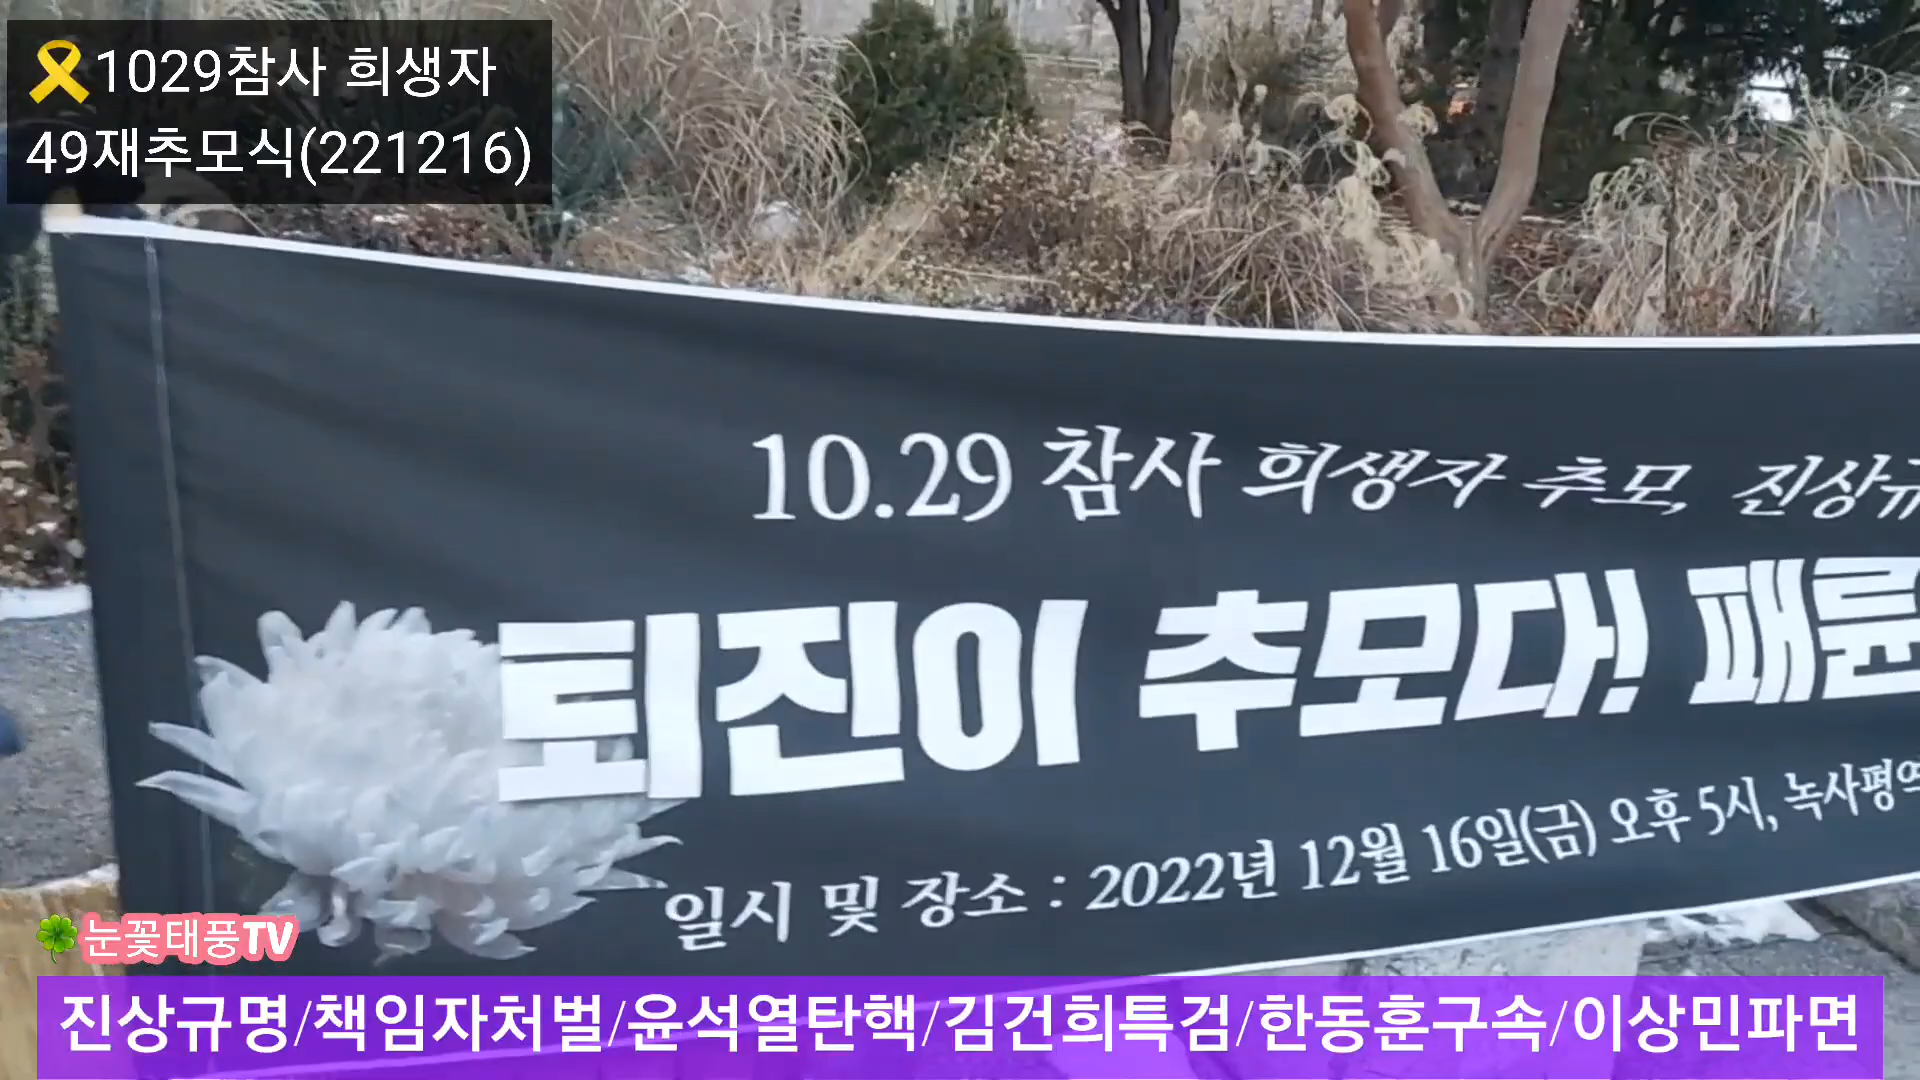 1029참사 희생자
49재추모식(221216)
10.29 참사 희생자 추모, 진상규
퇴진이 추모다! 패륜
일시 및 장소 : 2022년 12월 16일(금) 오후 5시, 녹사평역
눈꽃태풍TV
진상규명/책임자처벌/윤석열탄핵/김건희특검/한동훈구속/이상민파면